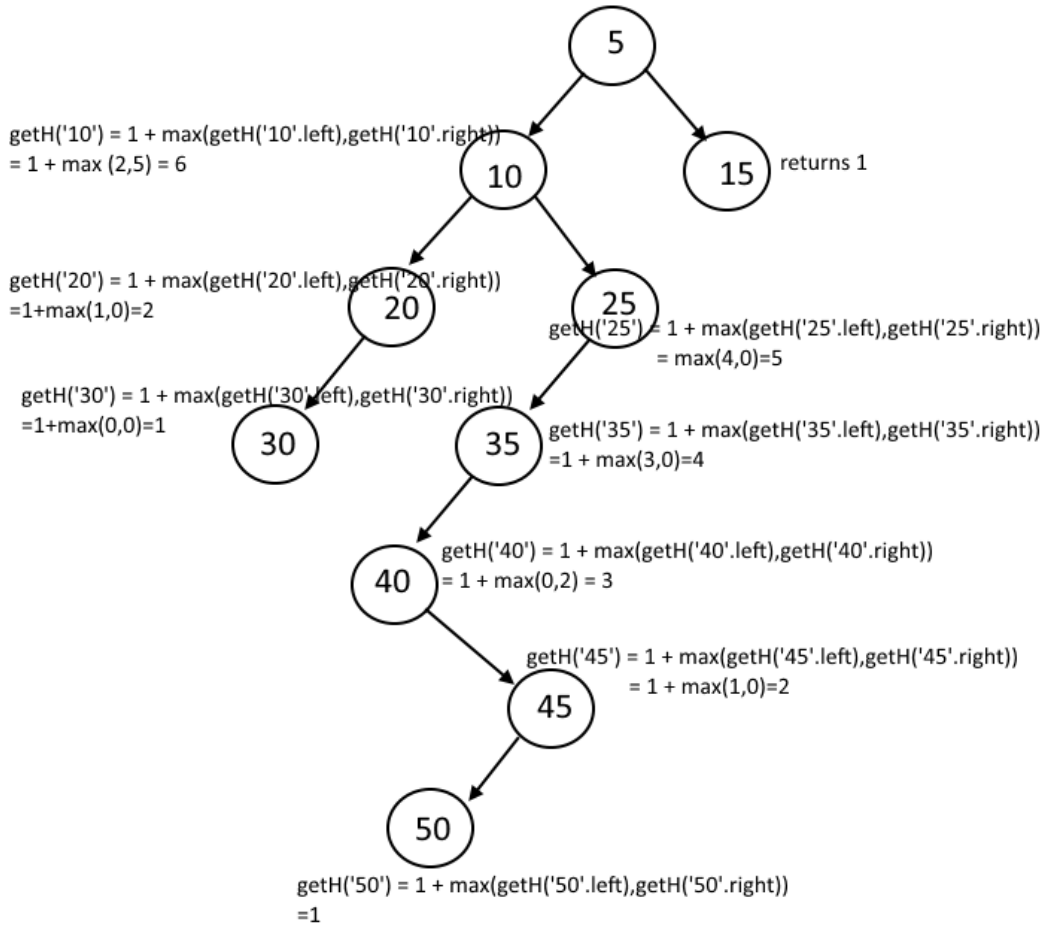 5
getH('10') = 1 + max(getH('10'.left),getH('10'.right))
= 1 + max (2,5) = 6
10
15
returns 1
getH('20') = 1 + max(getH('20'.left),getH('20'.right))
=1+max(1,0)=2
20
25
getH('25') = 1 + max(getH('25'.left),getH('25'.right))
= max(4,0)=5
getH('30') = 1 + max(getH('30'.left),getH('30'.right))
=1+max(0,0)=1
30
35
getH('35') = 1 + max(getH('35'.left),getH('35'.right))
=1 + max(3,0)=4
40
getH('40') = 1 + max(getH('40'.left),getH('40'.right))
= 1 + max(0,2) = 3
getH('45') = 1 + max(getH('45'.left),getH('45'.right))
= 1 + max(1,0)=2
45
50
getH('50') = 1 + max(getH('50'.left),getH('50'.right))
=1